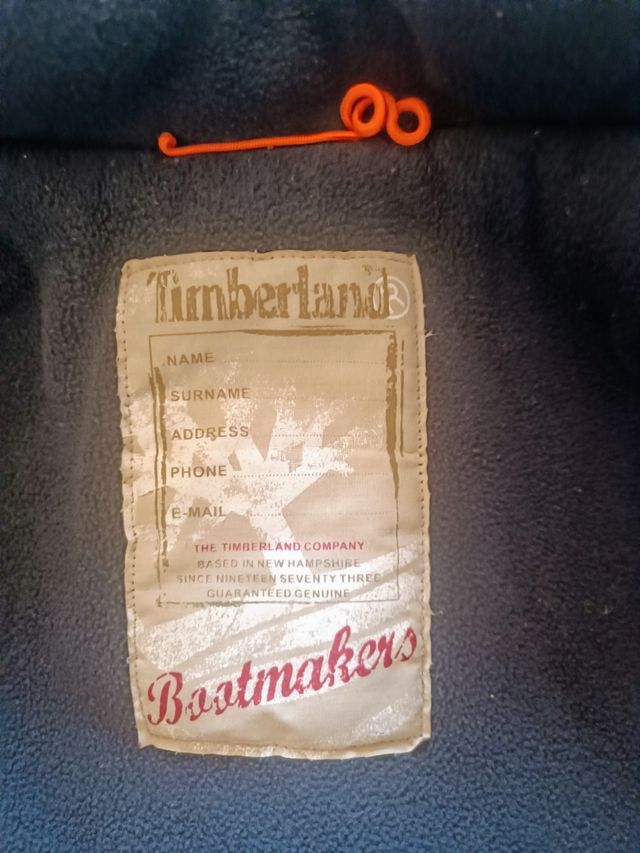 Timberland®
NAME
SURNAME
ADDRESS
PHONE
E-MAIL
THE TIMBERLAND COMPANY
BASED IN NEW HAMPSHIRE
SINCE NINETEEN SEVENTY THREE
GUARANTEED GENUINE
Bootmakers